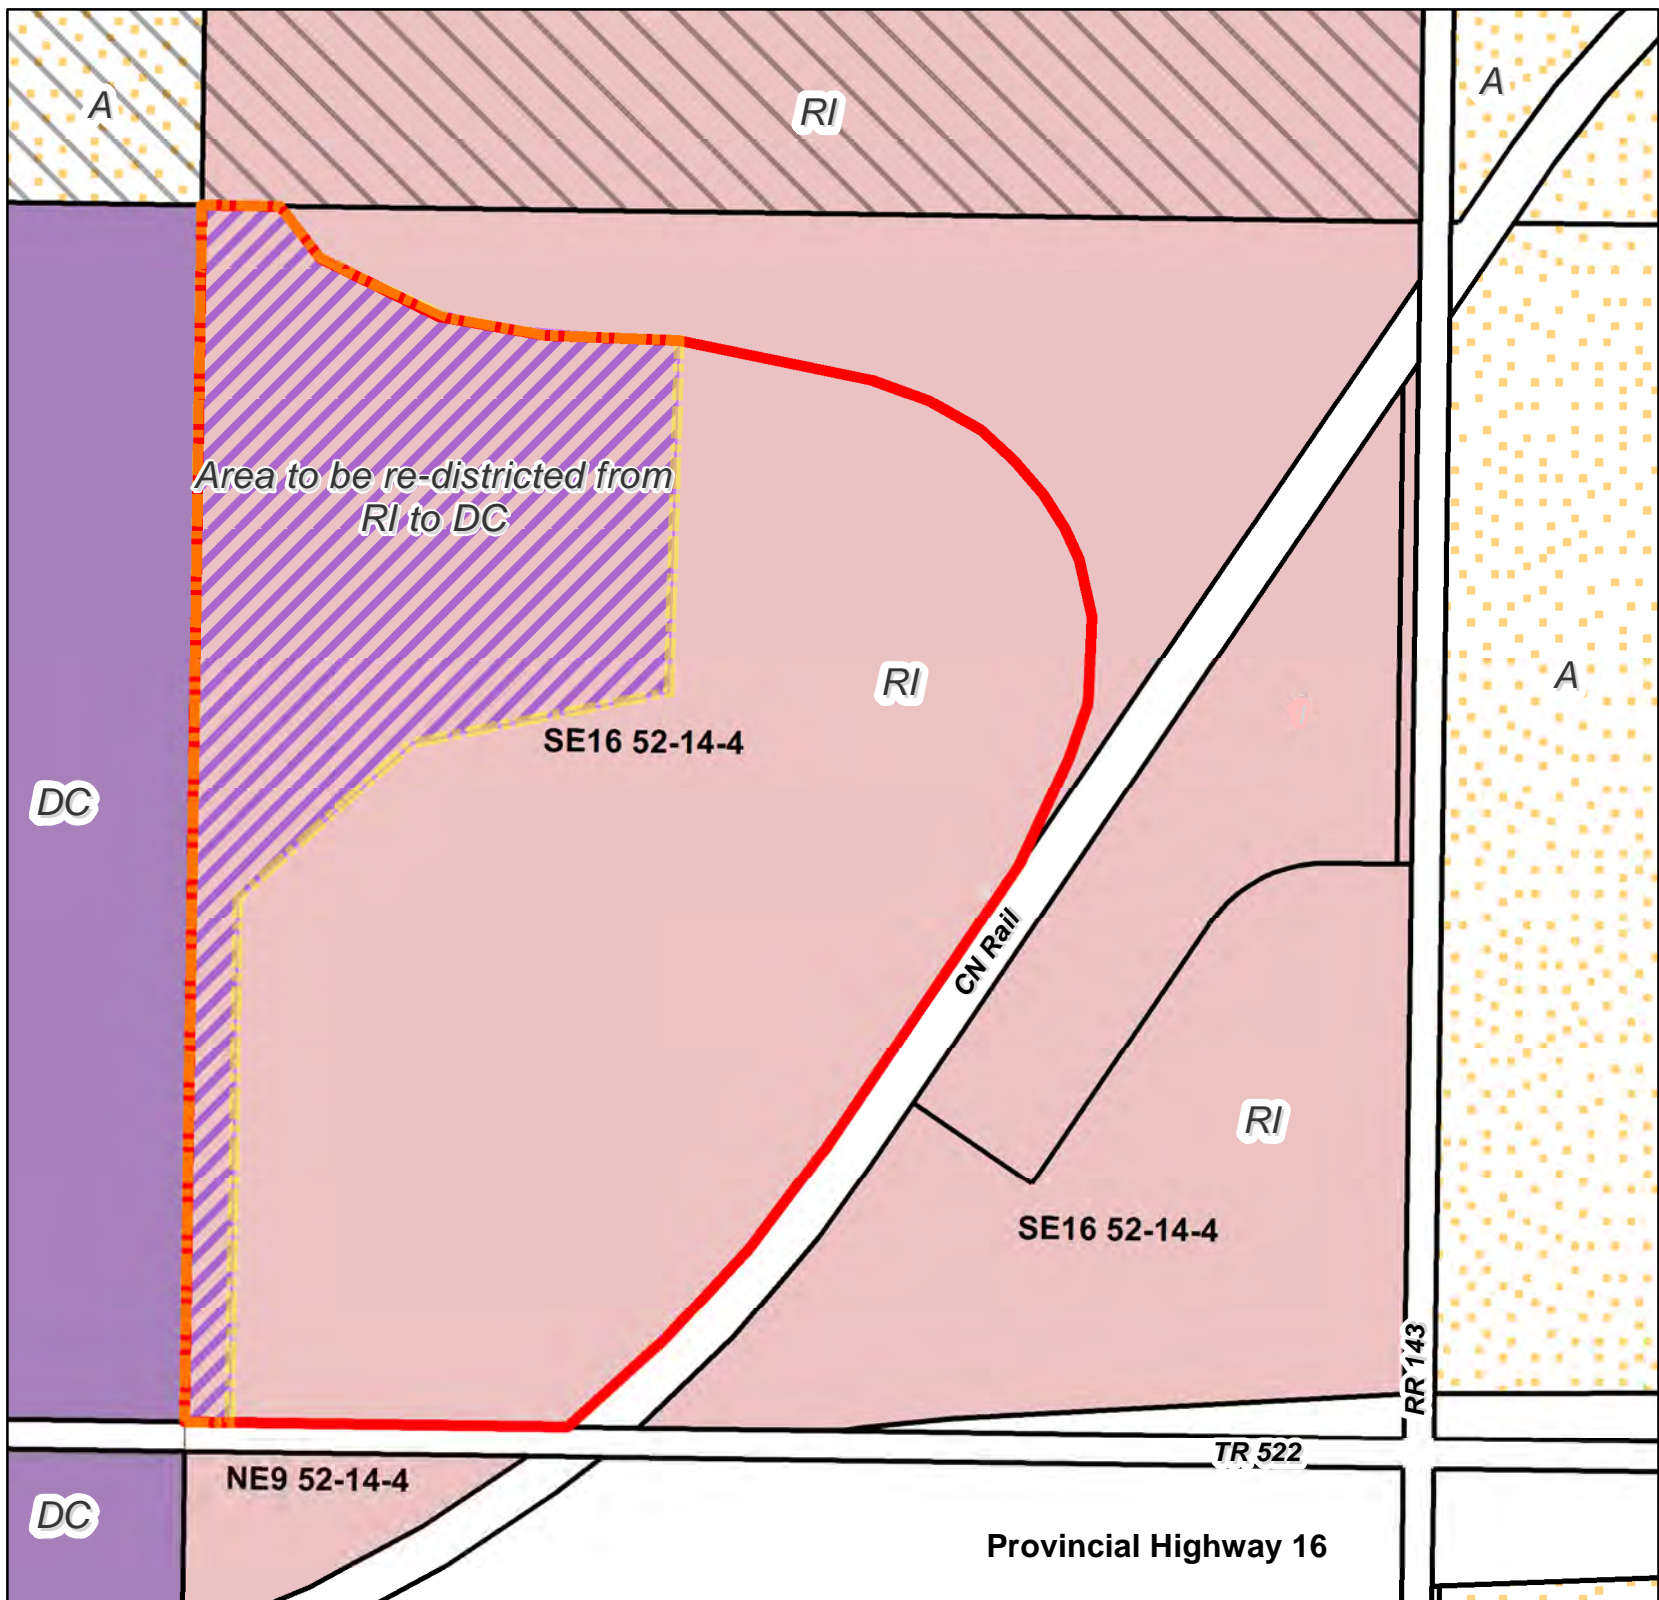 A
RI
A
Area to be re-districted from
RI to DC
RI
A
SE16 52-14-4
DC
CN Rail
RI
SE16 52-14-4
RR 143
TR 522
NE9 52-14-4
DC
Provincial Highway 16